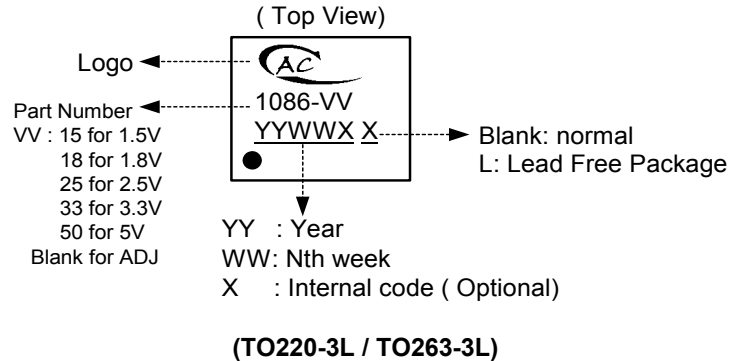 ( Top View)
Logo
AC
Part Number
1086-VV
VV : 15 for 1.5V
YYWWX X
Blank: normal
18 for 1.8V
L: Lead Free Package
25 for 2.5V
33 for 3.3V
50 for 5V
Blank for ADJ
YY : Year
WW: Nth week
X : Internal code ( Optional)
(TO220-3L / TO263-3L)